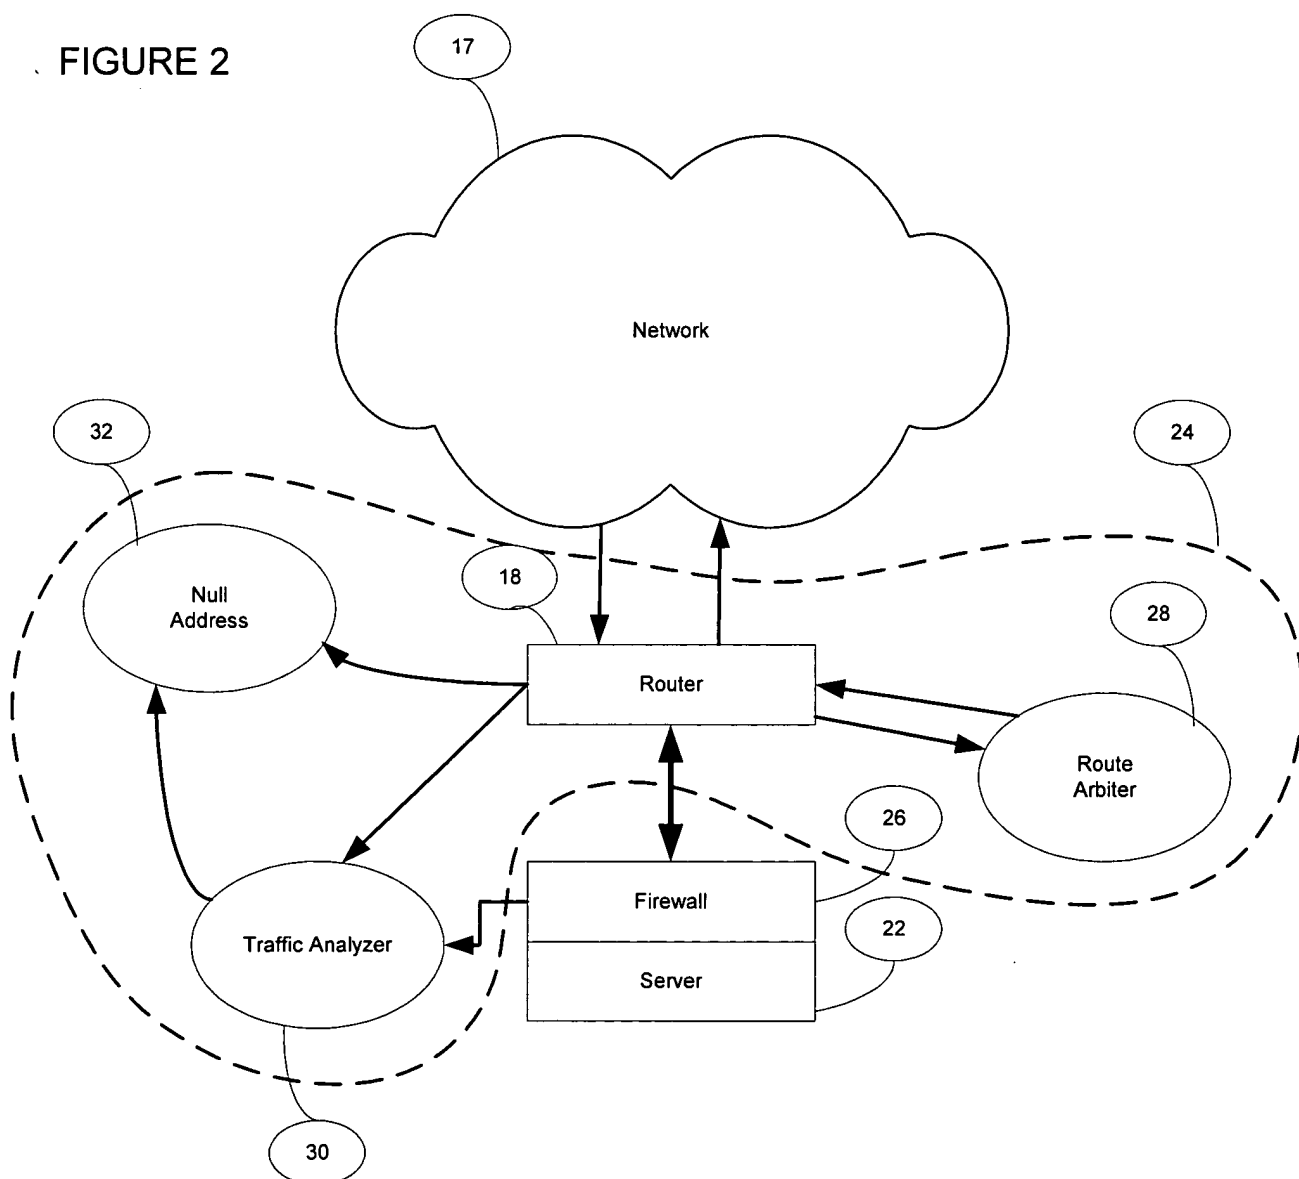 FIGURE 2
17
Network
32
24
18
28
Null
Address
Router
Route
Arbiter
26
Firewall
22
Traffic Analyzer
Server
30